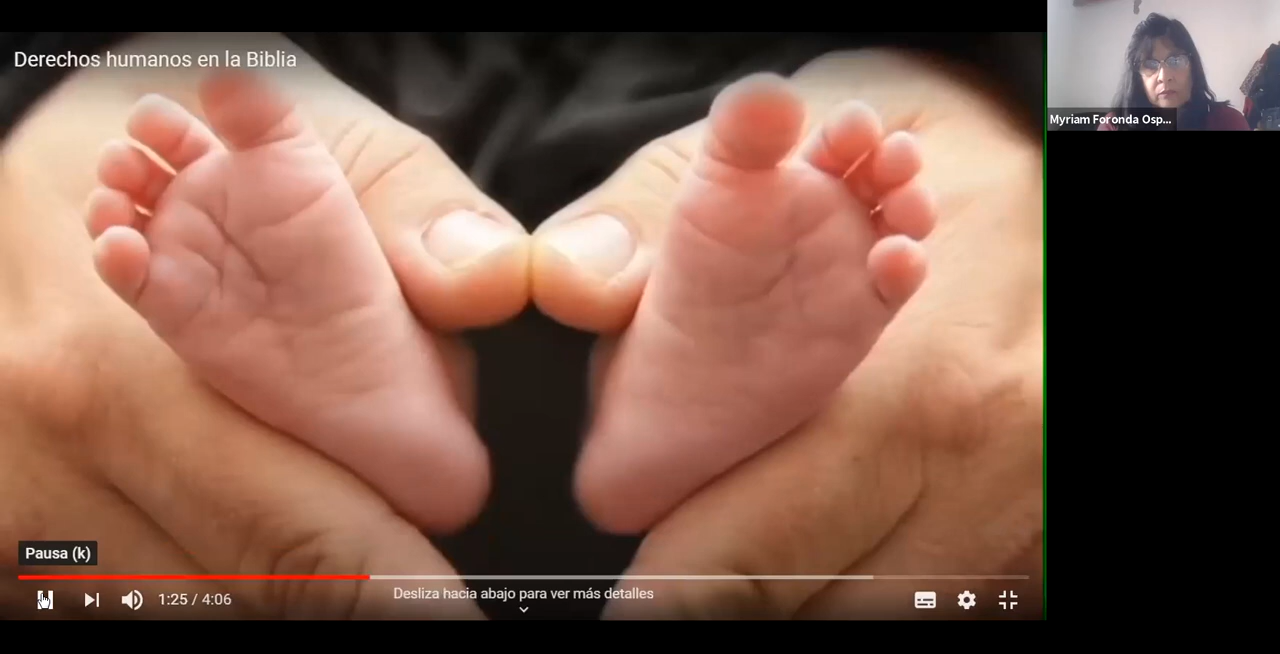 Derechos humanos en la Biblia
Myriam Foronda Osp...
Pausa (k)
1:25 / 4:06
Desliza hacia abajo para ver más detalles